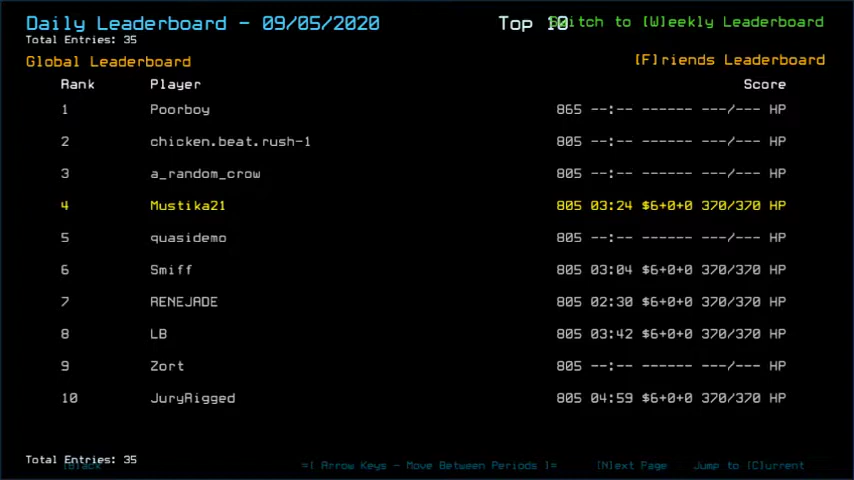 Daily Leaderboard - 09/05/2020 Top 10 Switch to [W]eekly Leaderboard
Total Entries: 35
Global Leaderboard [F]riends Leaderboard
Rank Player Score
1 Poorboy 865 --:-- ------ ---/--- HP
2 chicken.beat.rush-1 805 --:-- ------ ---/--- HP
3 a_random_crow 805 --:-- ------ ---/--- HP
4 Mustika21 805 03:24 $6+0+0 370/370 HP
5 quasidemo 805 --:-- ------ ---/--- HP
6 Smiff 805 03:04 $6+0+0 370/370 HP
7 RENEJADE 805 02:30 $6+0+0 370/370 HP
8 LB 805 03:42 $6+0+0 370/370 HP
9 Zort 805 --:-- ------ ---/--- HP
10 JuryRigged 805 04:59 $6+0+0 370/370 HP
Total Entries: 35
[B]ack =[ Arrow Keys - Move Between Periods ]= [N]ext Page Jump to [C]urrent